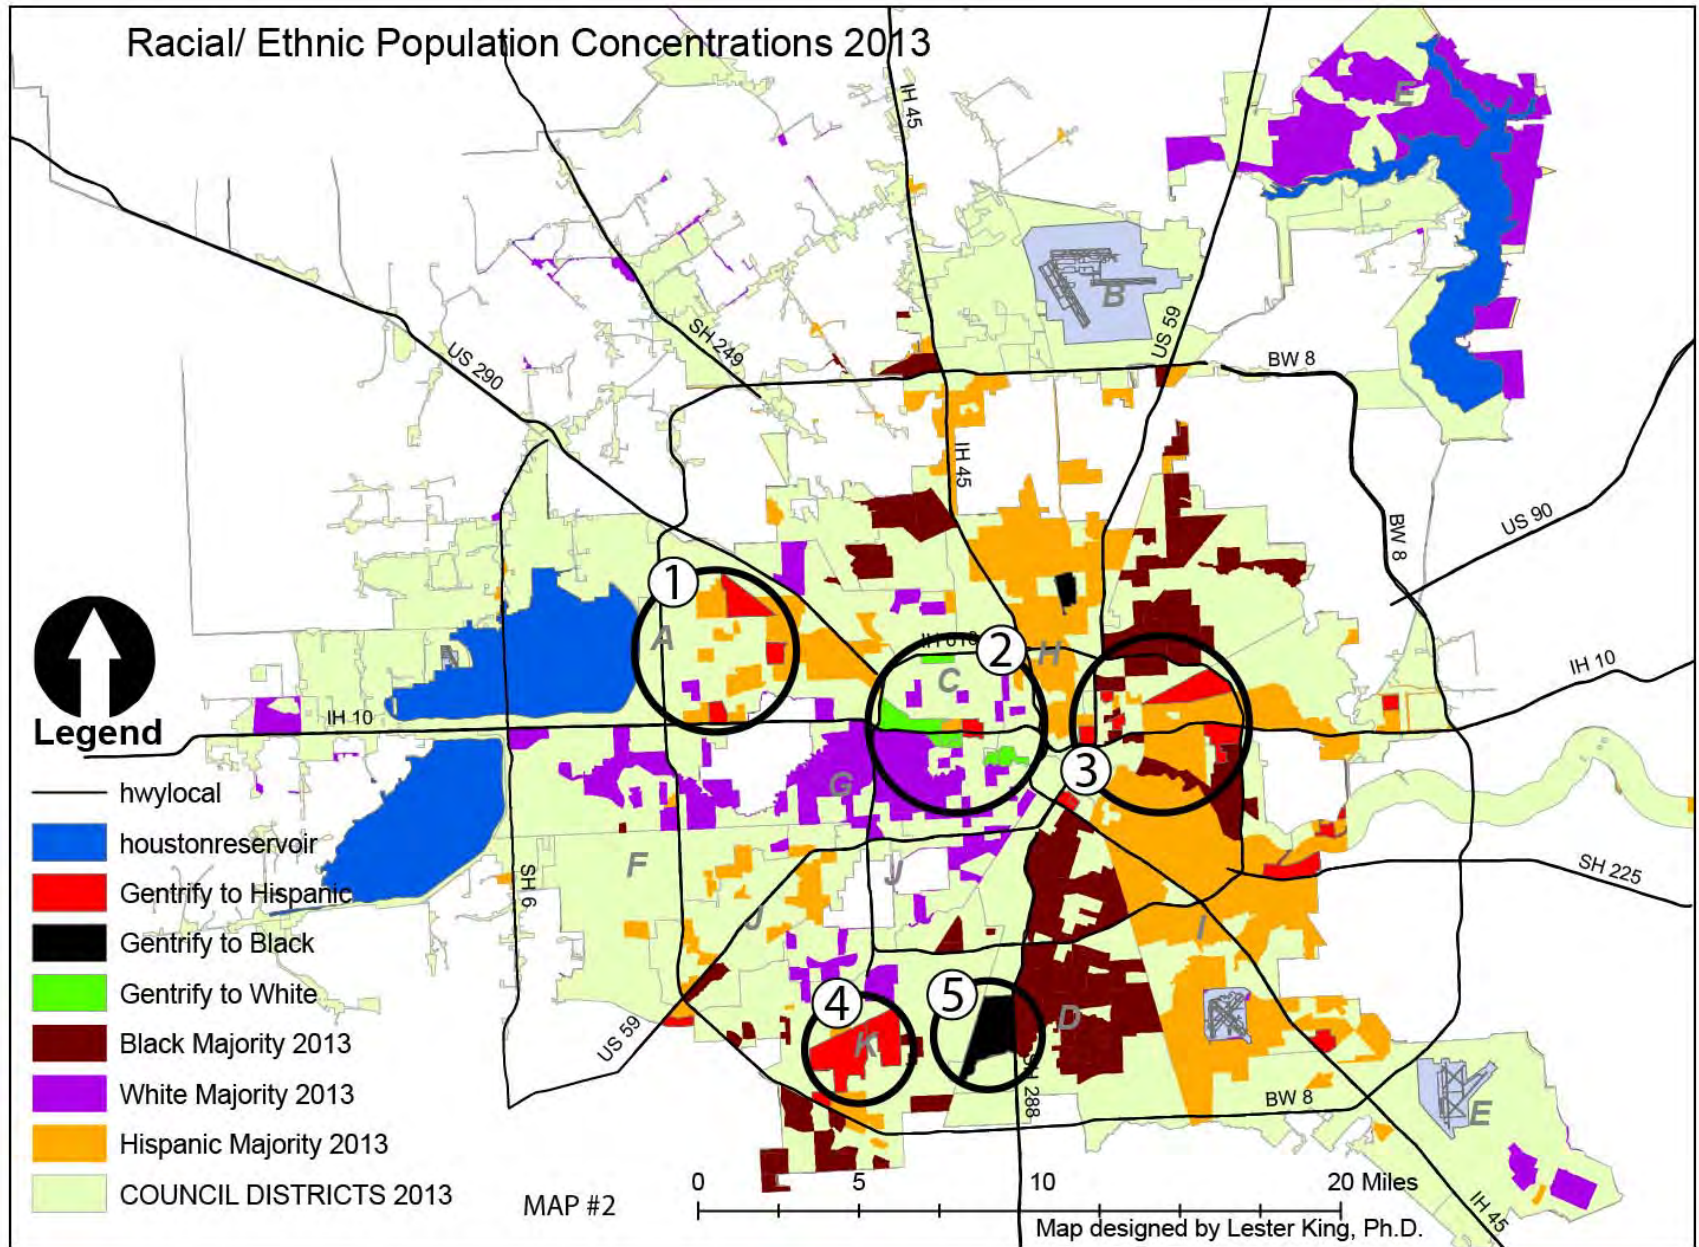 Racial/ Ethnic Population Concentrations 2013
IH 45
E
B
US 59
SH 249
US 290
BW 8
IH 45
BW 8
US 90
1
A
2
H
C
IH 10
IH 10
Legend
G
3
hwylocal
houstonreservoir
Gentrify to Hispanic
Gentrify to Black
Gentrify to White
Black Majority 2013
White Majority 2013
Hispanic Majority 2013
COUNCIL DISTRICTS 2013
F
SH 6
J
J
SH 225
I
4
5
K
D
US 59
SH 288
BW 8
E
IH 45
0 5 10 20 Miles
MAP #2
Map designed by Lester King, Ph.D.